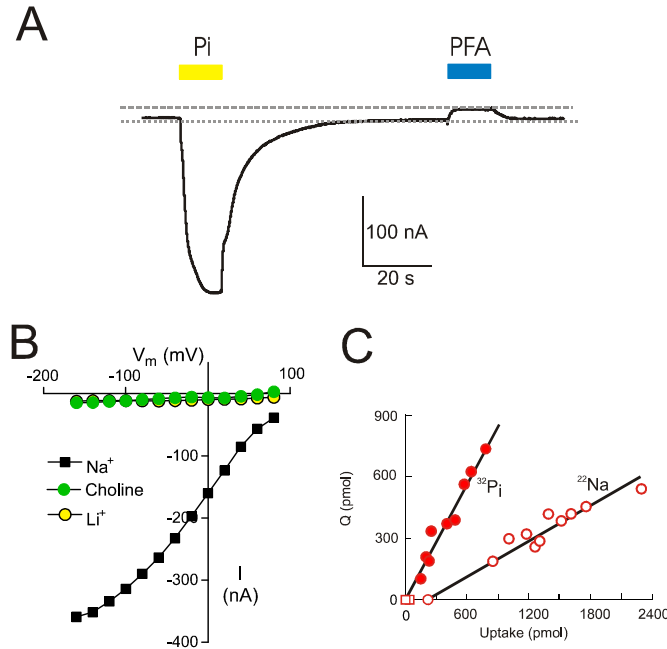 A
Pi
PFA
100 nA
20 s
B
Vm (mV)
-200
-100
100
-100
-200
-300
-400
Na+
Choline
Li+
I
(nA)
C
900
600
300
0
Q (pmol)
32Pi
22Na
0
600
1200
1800
2400
Uptake (pmol)